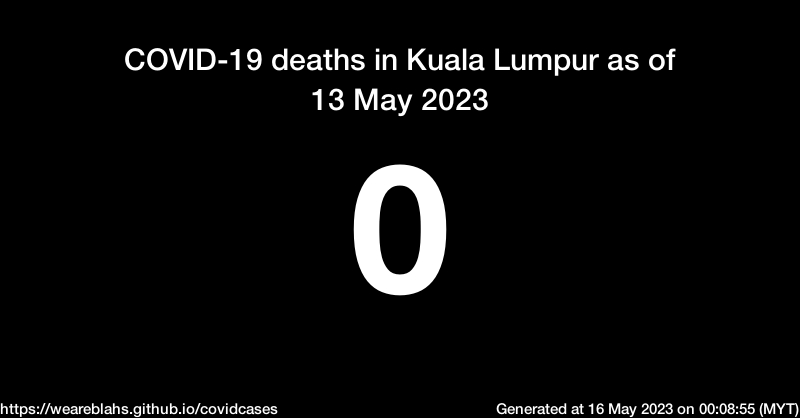 COVID-19 deaths in Kuala Lumpur as of
13 May 2023
0
https://weareblahs.github.io/covidcases
Generated at 16 May 2023 on 00:08:55 (MYT)